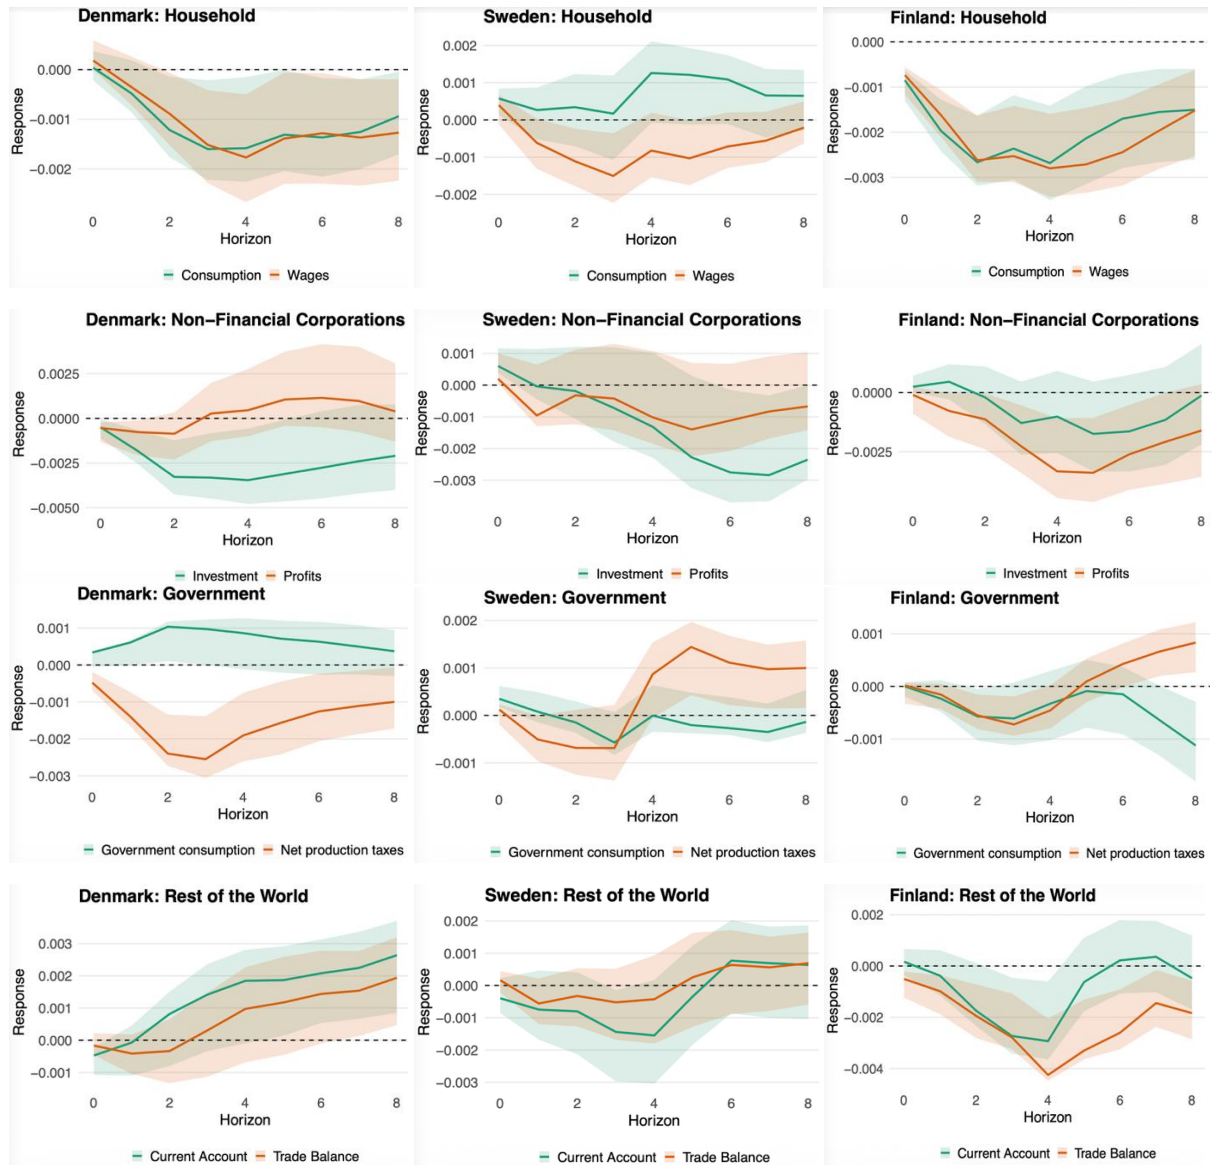 Denmark: Household
Response
0.000
−0.001
−0.002
0 2 4 6 8
Horizon
Consumption Wages
Sweden: Household
Response
0.002
0.001
0.000
−0.001
−0.002
0 2 4 6 8
Horizon
Consumption Wages
Finland: Household
Response
0.000
−0.001
−0.002
−0.003
0 2 4 6 8
Horizon
Consumption Wages
Denmark: Non−Financial Corporations
Response
0.0025
0.0000
−0.0025
−0.0050
0 2 4 6 8
Horizon
Investment Profits
Sweden: Non−Financial Corporations
Response
0.001
0.000
−0.001
−0.002
−0.003
0 2 4 6 8
Horizon
Investment Profits
Finland: Non−Financial Corporations
Response
0.0000
−0.0025
0 2 4 6 8
Horizon
Investment Profits
Denmark: Government
Response
0.001
0.000
−0.001
−0.002
−0.003
0 2 4 6 8
Horizon
Government consumption Net production taxes
Sweden: Government
Response
0.002
0.001
0.000
−0.001
0 2 4 6 8
Horizon
Government consumption Net production taxes
Finland: Government
Response
0.001
0.000
−0.001
0 2 4 6 8
Horizon
Government consumption Net production taxes
Denmark: Rest of the World
Response
0.003
0.002
0.001
0.000
−0.001
0 2 4 6 8
Horizon
Current Account Trade Balance
Sweden: Rest of the World
Response
0.002
0.001
0.000
−0.001
−0.002
−0.003
0 2 4 6 8
Horizon
Current Account Trade Balance
Finland: Rest of the World
Response
0.002
0.000
−0.002
−0.004
0 2 4 6 8
Horizon
Current Account Trade Balance